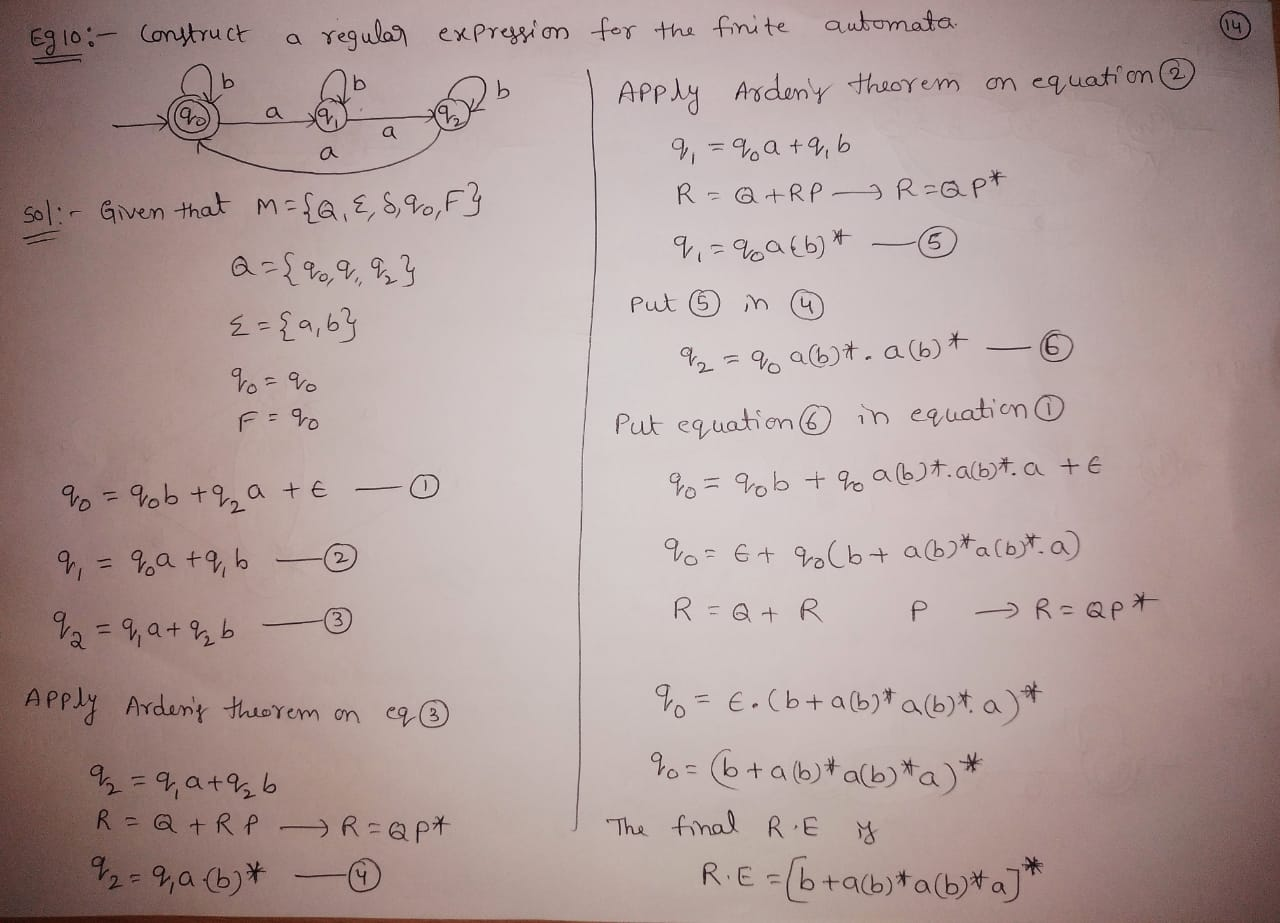 Eg 10:- Construct a regular expression for the finite automata.
14
b b b
q0 a q1 a q2
a
Sol:- Given that M={Q, Σ, δ, q0, F}
Q={q0, q1, q2}
Σ={a,b}
q0 = q0
F = q0
q0 = q0b + q2a + ϵ — ①
q1 = q0a + q1b — ②
q2 = q1a + q2b — ③
Apply Arden's theorem on eq ③
q2 = q1a + q2b
R = Q + RP → R = QP*
q2 = q1a.(b)* — ④
APPly Arden's theorem on equation ②
q1 = q0a + q1b
R = Q + RP → R = QP*
q1 = q0a(b)* — ⑤
Put ⑤ in ④
q2 = q0 a(b)*. a(b)* — ⑥
Put equation ⑥ in equation ①
q0 = q0b + q0 a(b)*.a(b)*.a + ϵ
q0 = ϵ + q0(b + a(b)*a(b)*.a)
R = Q + R P → R = QP*
q0 = ϵ.(b + a(b)* a(b)*.a)*
q0 = (b + a(b)* a(b)*a)*
The final R.E is
R.E = [b + a(b)*a(b)*a]*